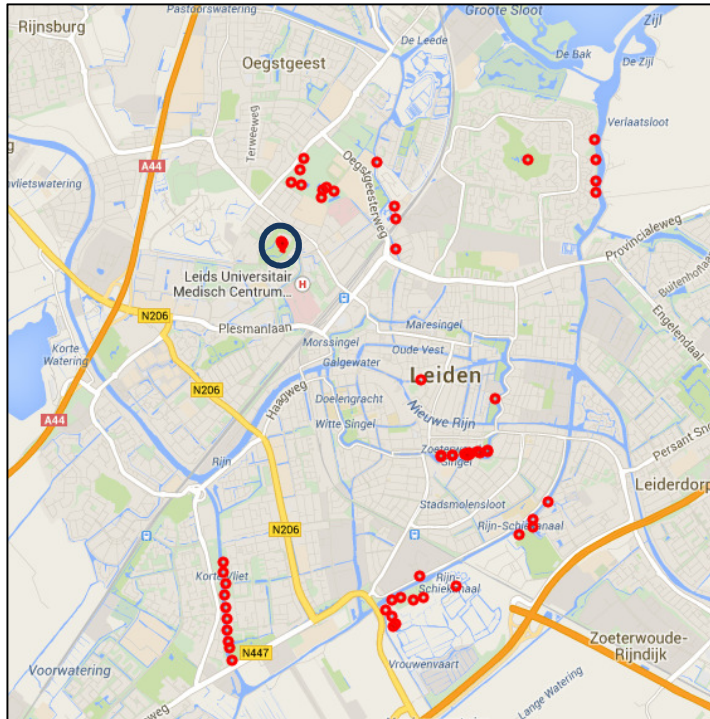 Pastoorswatering
Groote Sloot
Zijl
Rijnsburg
De Leede
De Bak
De Zijl
Oegstgeest
Verlaatsloot
Terweeweg
A44
Oegstgeesterweg
nvlietswatering
Provincialeweg
Leids Universitair
Medisch Centrum...
H
Buitenhoflaan
N206
Plesmanlaan
Maresingel
Engelendaal
Korte
Watering
Morssingel
Oude Vest
Galgewater
N206
Leiden
Haagweg
Doelengracht
Nieuwe Rijn
A44
Witte Singel
Rijn
Singel
Persant Sno
Leiderdorp
Stadsmolensloot
N206
Rijn-Schiekanaal
Korte Vliet
Rijn-
Schiekanaal
Zoeterwoude-
Rijndijk
N447
Voorwatering
Vrouwenvaart
Lange Watering